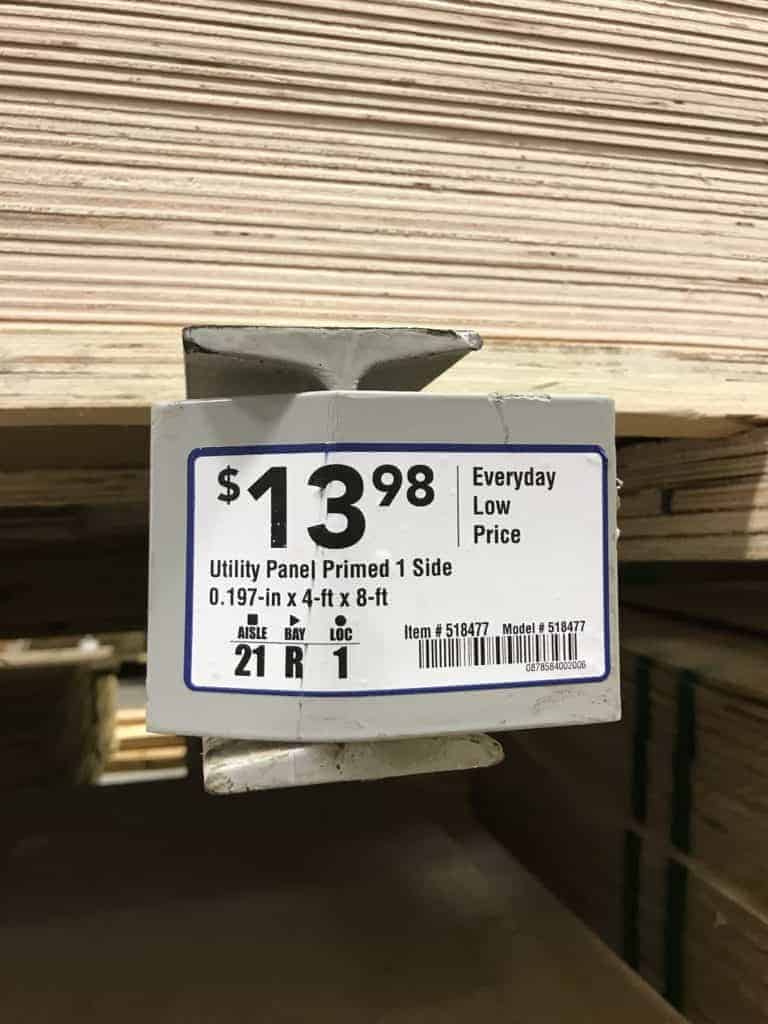 $13.98
Everyday
Low
Price
Utility Panel Primed 1 Side
0.197-in x 4-ft x 8-ft
AISLE BAY LOC
21 R 1
Item # 518477 Model # 518477
0878584002006